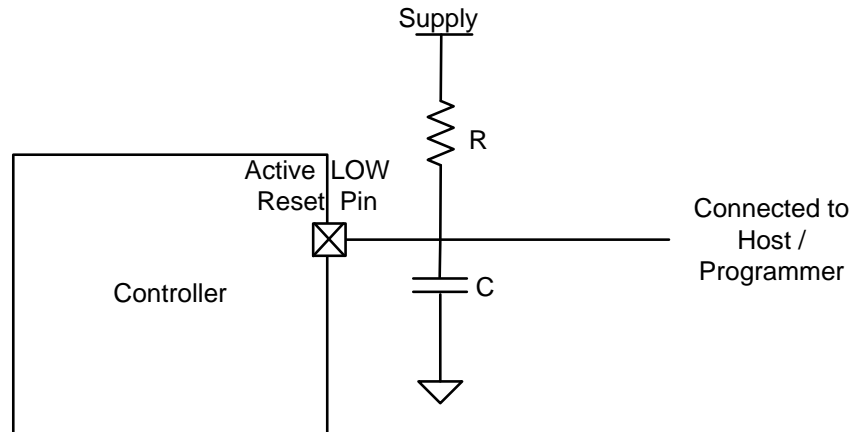 Supply
R
Active LOW
Reset Pin
Connected to
Host /
Programmer
Controller
C